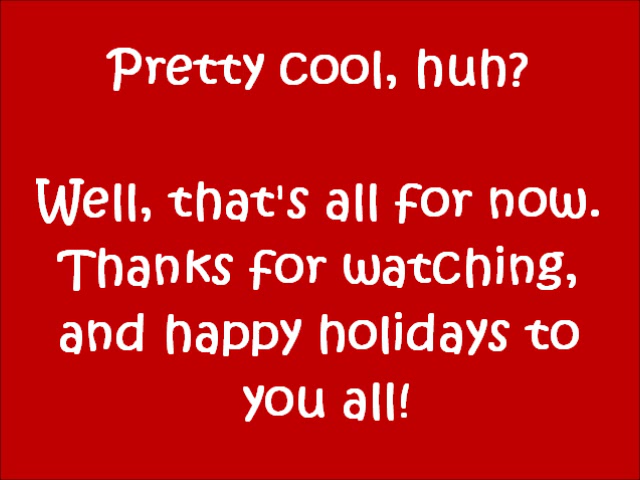 Pretty cool, huh?
Well, that's all for now.
Thanks for watching,
and happy holidays to
you all!